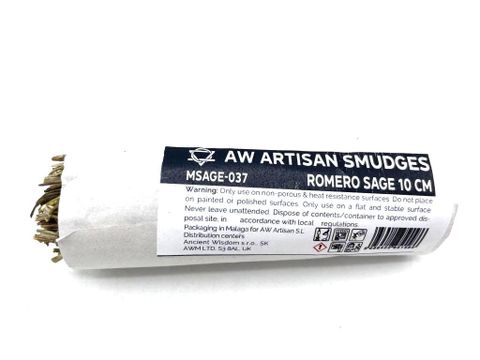 AW ARTISAN SMUDGES
MSAGE-037 ROMERO SAGE 10 CM
Warning: Only use on non-porous & heat resistance surfaces. Do not place
on painted or polished surfaces. Only use on a flat and stable surface
Never leave unattended. Dispose of contents/container to approved dis-
posal site, in accordance with local regulations.
Packaging in Malaga for AW Artisan S.L
Distribution centers
Ancient Wisdom s.r.o., SK
AWM LTD, S3 8AL, UK